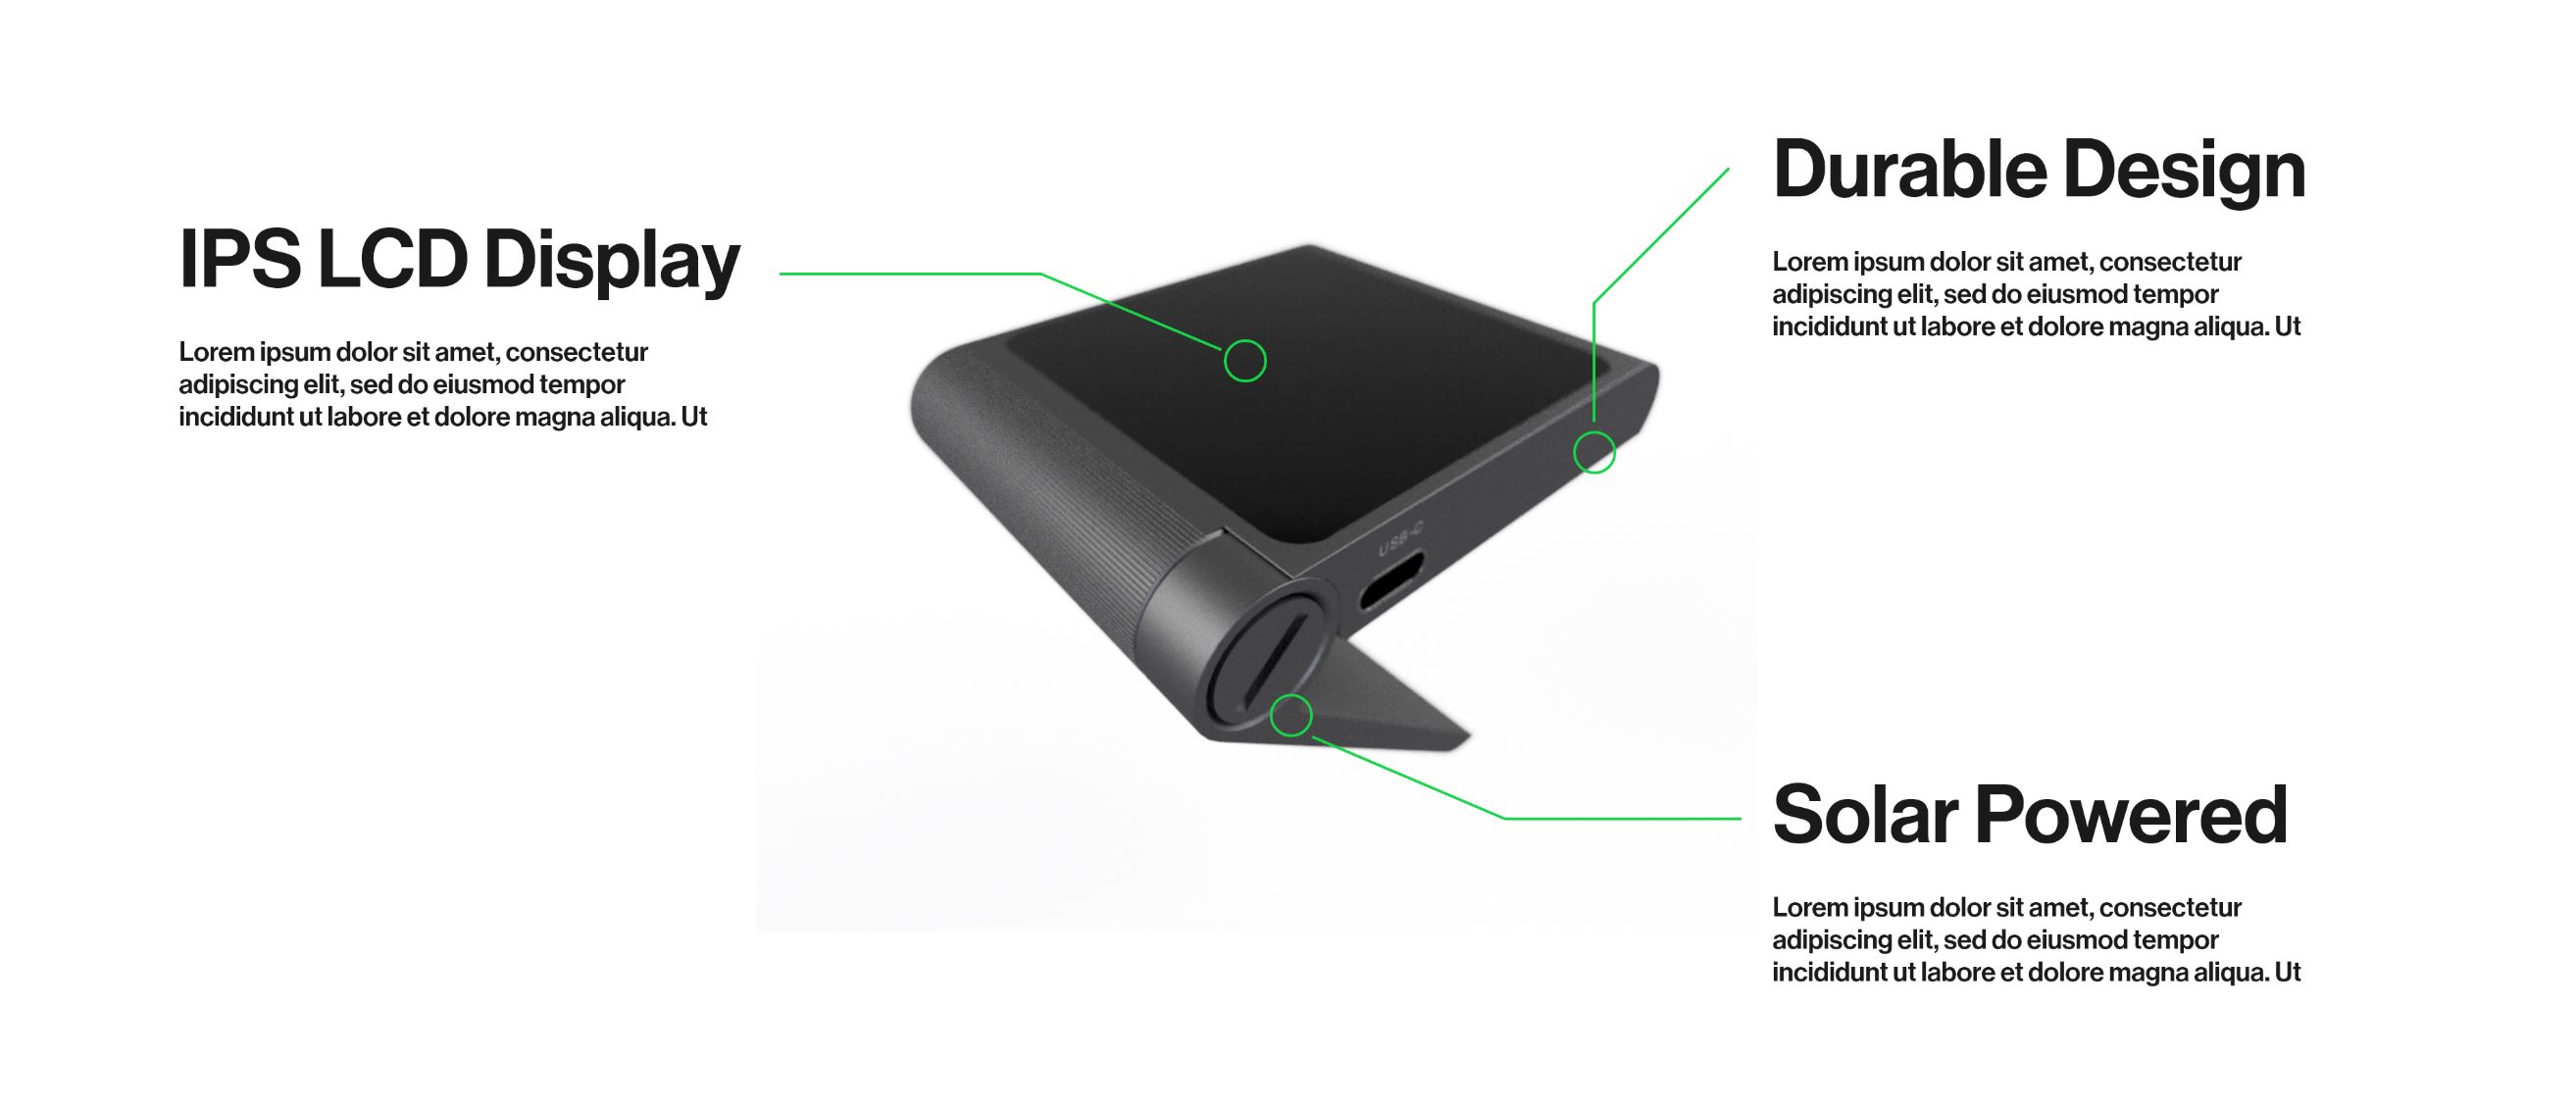 IPS LCD Display
Lorem ipsum dolor sit amet, consectetur
adipiscing elit, sed do eiusmod tempor
incididunt ut labore et dolore magna aliqua. Ut
Durable Design
Lorem ipsum dolor sit amet, consectetur
adipiscing elit, sed do eiusmod tempor
incididunt ut labore et dolore magna aliqua. Ut
USB-C
Solar Powered
Lorem ipsum dolor sit amet, consectetur
adipiscing elit, sed do eiusmod tempor
incididunt ut labore et dolore magna aliqua. Ut